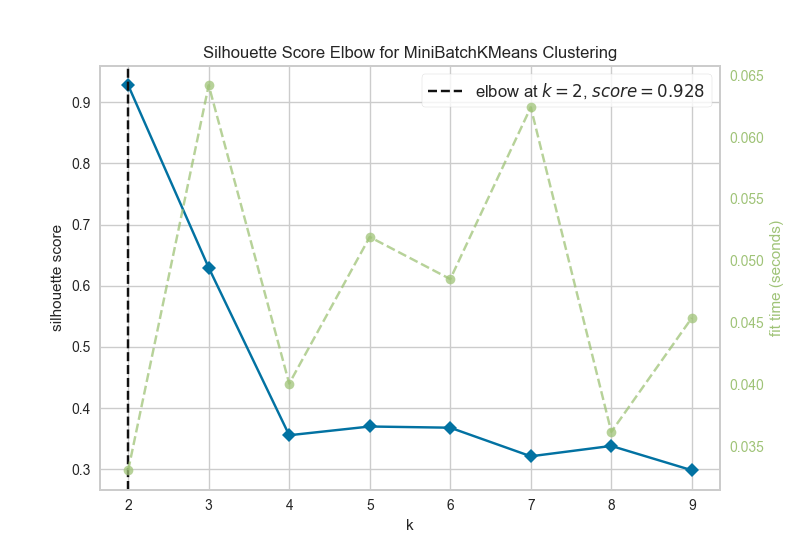 Silhouette Score Elbow for MiniBatchKMeans Clustering
elbow at k = 2, score = 0.928
silhouette score
0.9
0.8
0.7
0.6
0.5
0.4
0.3
2 3 4 5 6 7 8 9
k
0.065
0.060
0.055
0.050
0.045
0.040
0.035
fit time (seconds)